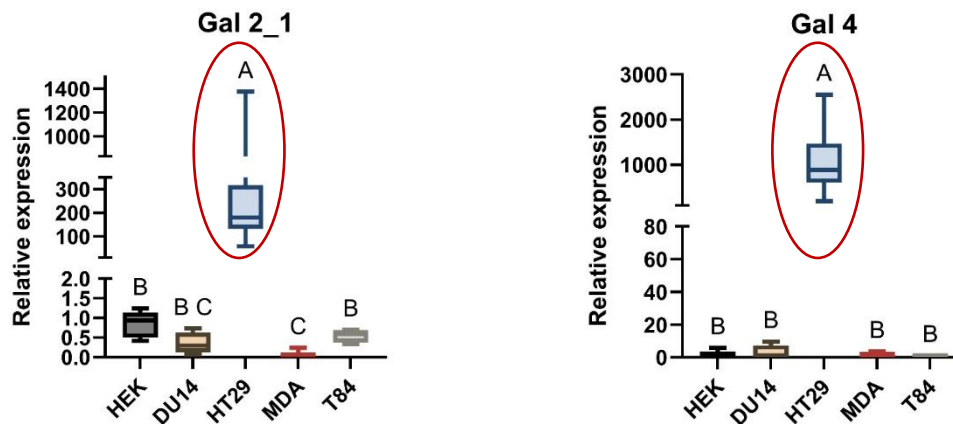 Gal 2_1
Relative expression
1400
1200
1000
300
200
100
2.0
1.5
1.0
0.5
0.0
A
B
B C
C
B
HEK
DU14
HT29
MDA
T84
Gal 4
Relative expression
3000
2000
1000
80
60
40
20
0
A
B
B
B
B
HEK
DU14
HT29
MDA
T84